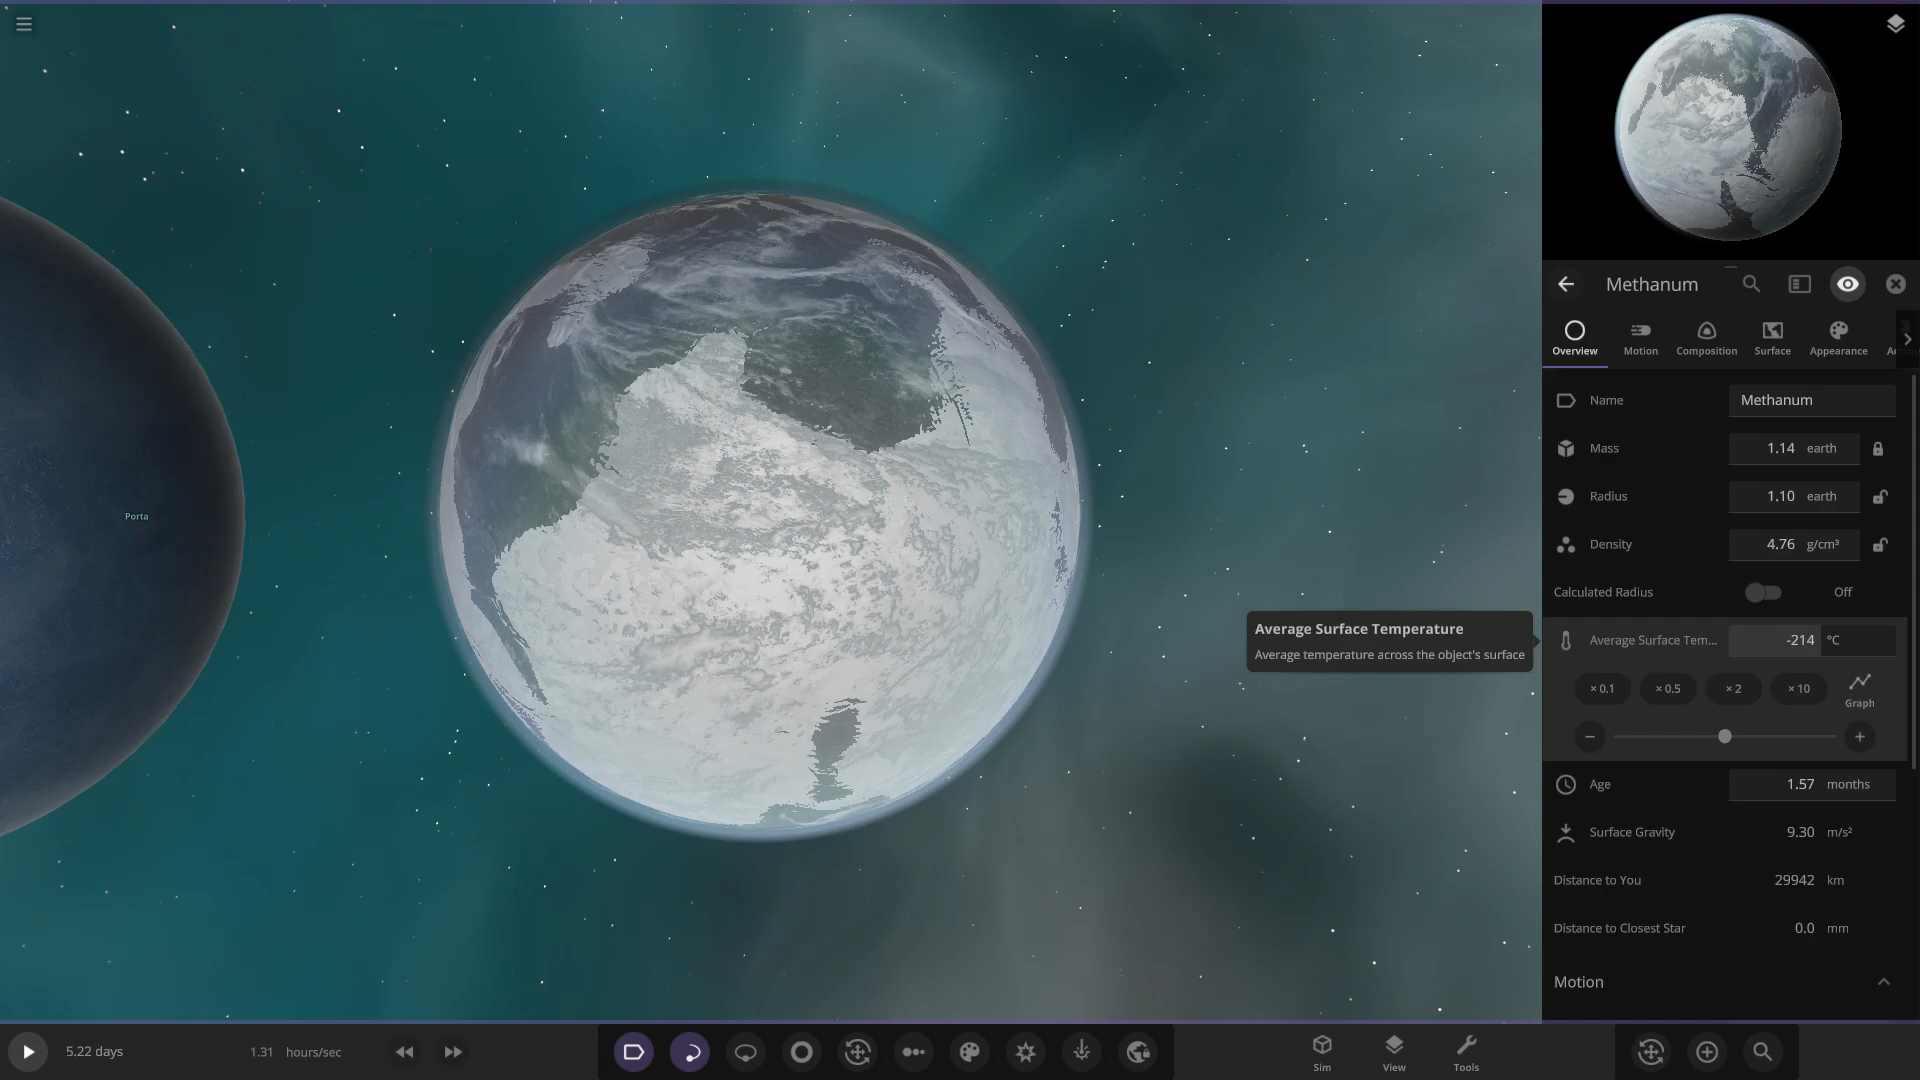 Methanum
Overview
Motion
Composition
Surface
Appearance
Name
Methanum
Mass
1.14 earth
Radius
1.10 earth
Density
4.76 g/cm³
Calculated Radius
Off
Porta
Average Surface Temperature
Average temperature across the object's surface
Average Surface Tem...
-214 °C
× 0.1
× 0.5
× 2
× 10
Graph
Age
1.57 months
Surface Gravity
9.30 m/s²
Distance to You
29942 km
Distance to Closest Star
0.0 mm
Motion
5.22 days
1.31 hours/sec
Sim
View
Tools